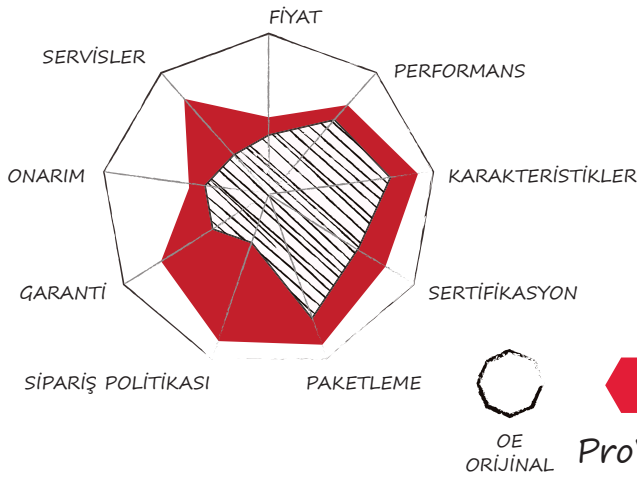 FİYAT
SERVİSLER
PERFORMANS
ONARIM
KARAKTERİSTİKLER
GARANTİ
SERTİFİKASYON
SİPARİŞ POLİTİKASI
PAKETLEME
OE
ORİJİNAL